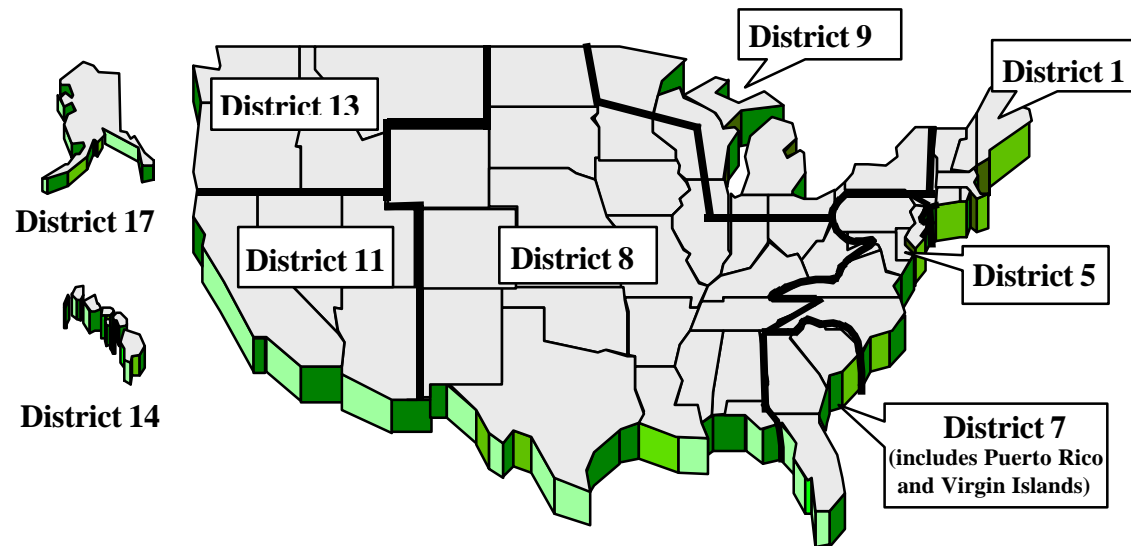 District 9
District 1
District 13
District 17
District 11
District 8
District 5
District 14
District 7
(includes Puerto Rico
and Virgin Islands)